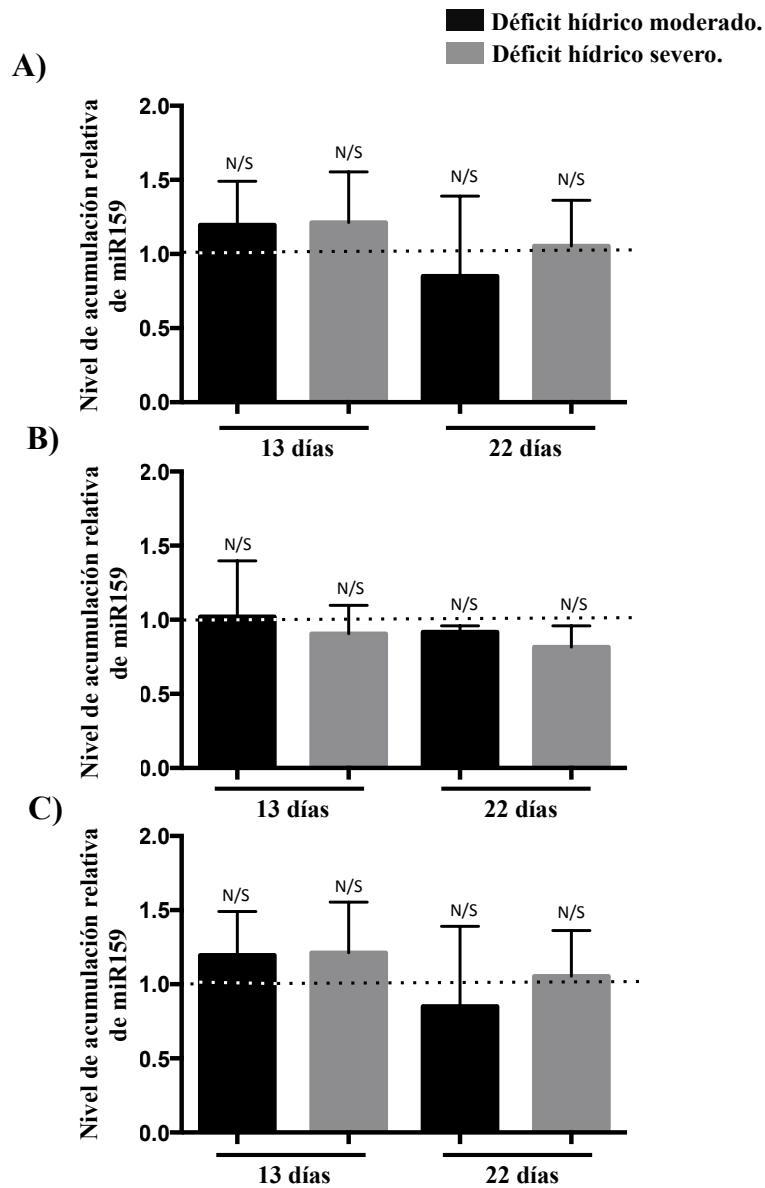 Déficit hídrico moderado.
Déficit hídrico severo.
A)
Nivel de acumulación relativa
de miR159
2.0
1.5
1.0
0.5
0.0
N/S
N/S
N/S
N/S
13 días
22 días
B)
Nivel de acumulación relativa
de miR159
2.0
1.5
1.0
0.5
0.0
N/S
N/S
N/S
N/S
13 días
22 días
C)
Nivel de acumulación relativa
de miR159
2.0
1.5
1.0
0.5
0.0
N/S
N/S
N/S
N/S
13 días
22 días